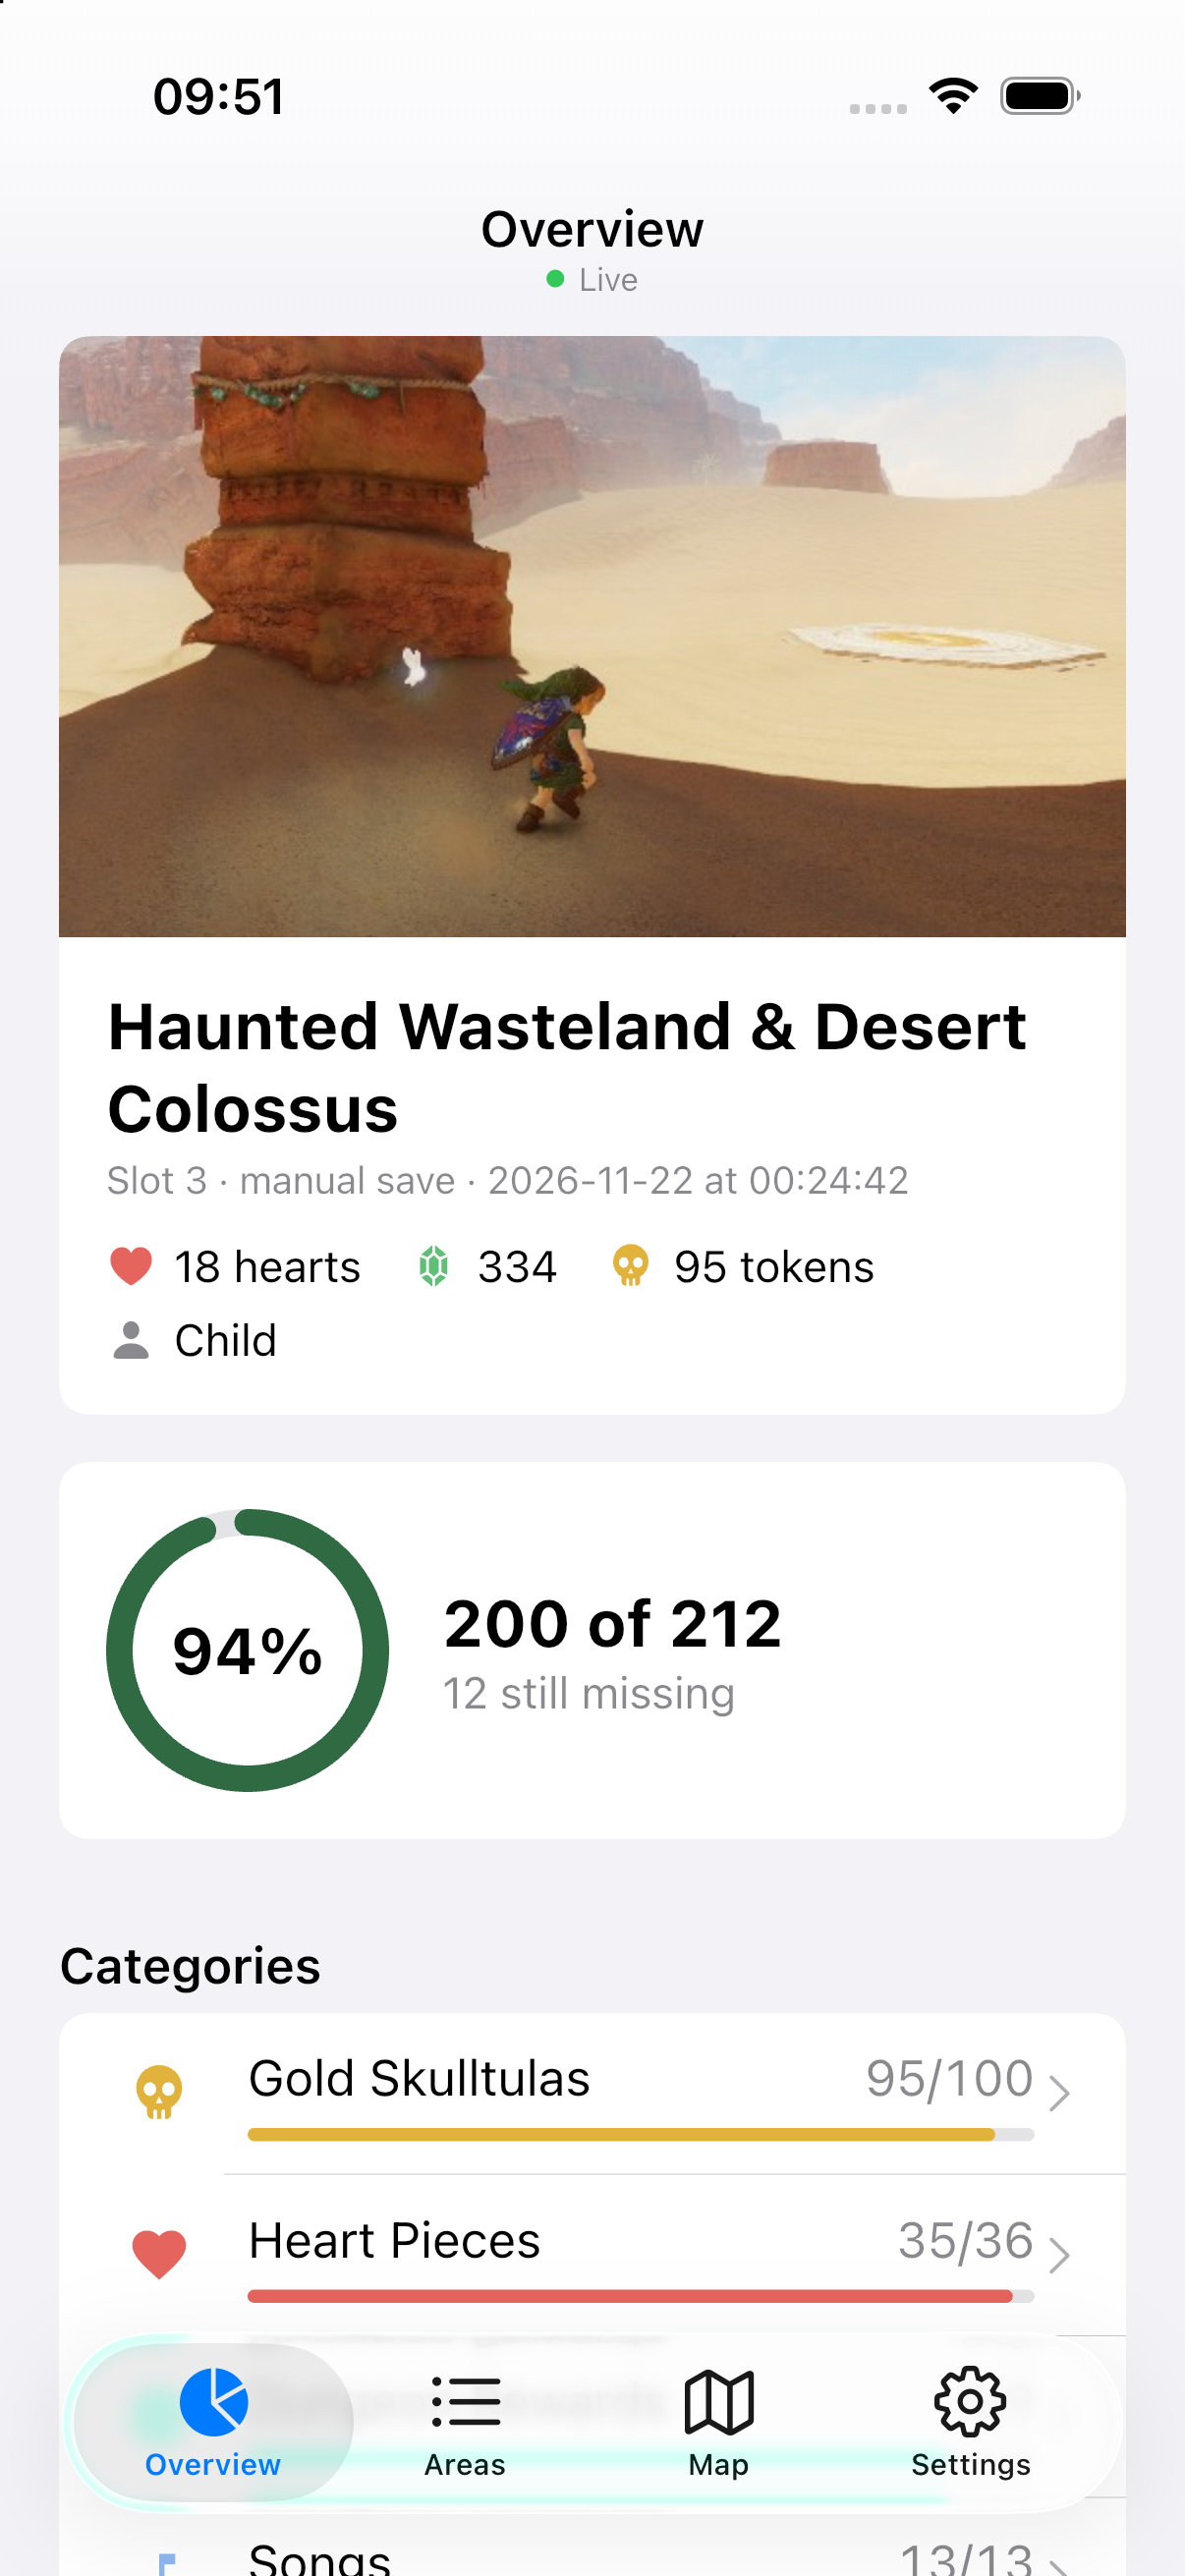 09:51
Overview
Live
Haunted Wasteland & Desert
Colossus
Slot 3 · manual save · 2026-11-22 at 00:24:42
18 hearts 334 95 tokens
Child
94%
200 of 212
12 still missing
Categories
Gold Skulltulas 95/100
Heart Pieces 35/36
Overview Areas Map Settings
Songs 13/13